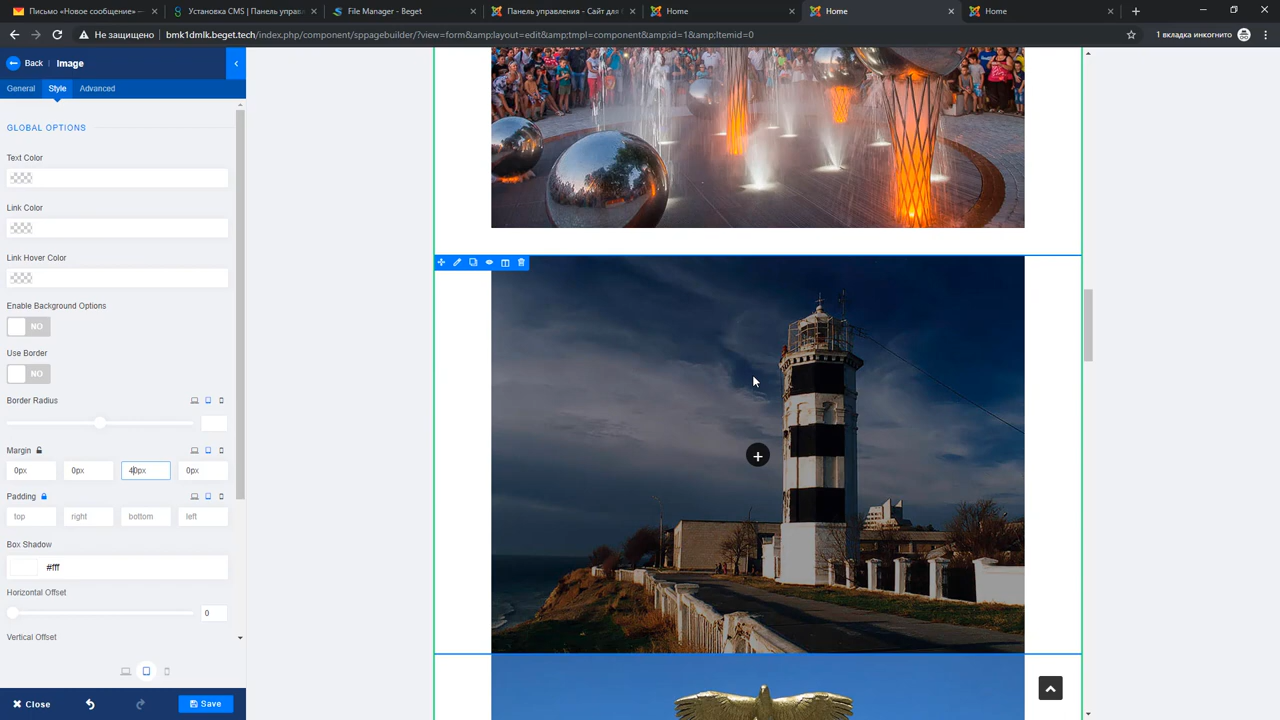 Письмо «Новое сообщение» —
Установка CMS | Панель управ
File Manager - Beget
Панель управления - Сайт для б
Home
Home
Home
Не защищено
bmk1dmlk.beget.tech/index.php/component/sppagebuilder/?view=form&amp;layout=edit&amp;tmpl=component&amp;id=1&amp;Itemid=0
1 вкладка инкогнито
Back
Image
General
Style
Advanced
GLOBAL OPTIONS
Text Color
Link Color
Link Hover Color
Enable Background Options
NO
Use Border
NO
Border Radius
Margin
0px
0px
40px
0px
Padding
top
right
bottom
left
Box Shadow
#fff
Horizontal Offset
0
Vertical Offset
Close
Save